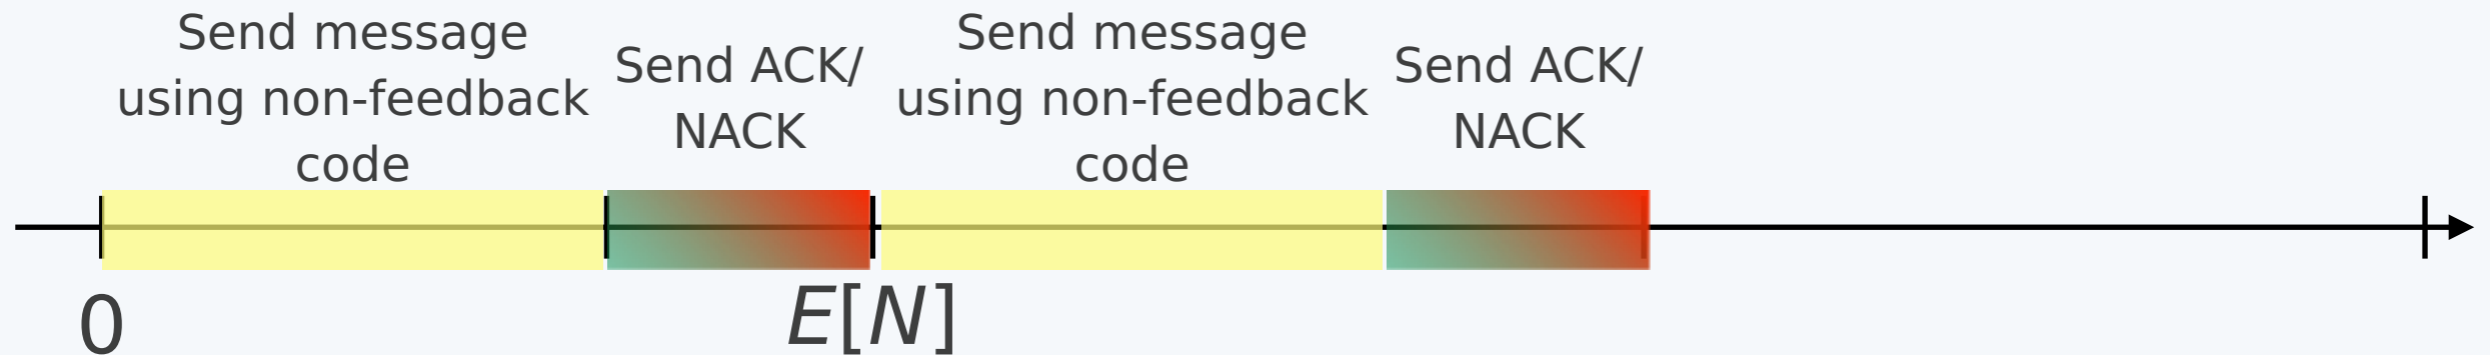 Send message
using non-feedback
code
Send ACK/
NACK
Send message
using non-feedback
code
Send ACK/
NACK
0
E[N]